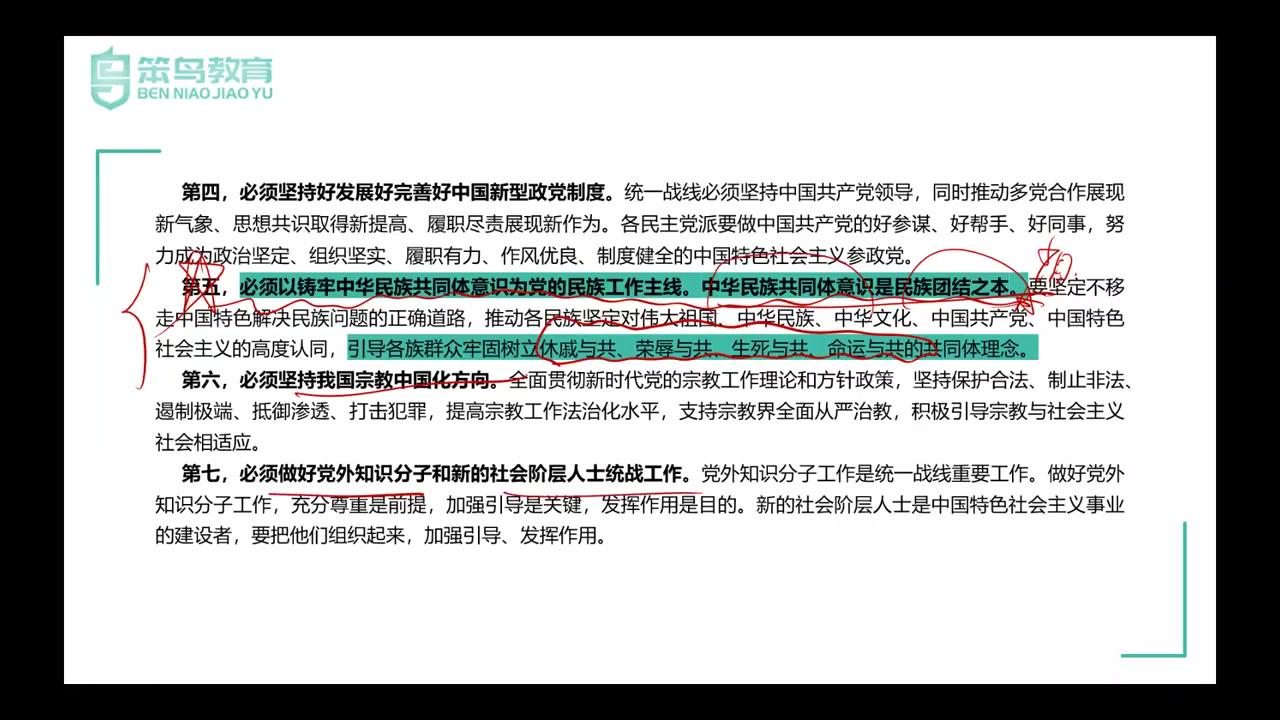 笨鸟教育
BEN NIAO JIAO YU
第四，必须坚持好发展好完善好中国新型政党制度。统一战线必须坚持中国共产党领导，同时推动多党合作展现
新气象、思想共识取得新提高、履职尽责展现新作为。各民主党派要做中国共产党的好参谋、好帮手、好同事，努
力成为政治坚定、组织坚实、履职有力、作风优良、制度健全的中国特色社会主义参政党。
第五，必须以铸牢中华民族共同体意识为党的民族工作主线。中华民族共同体意识是民族团结之本。要坚定不移
走中国特色解决民族问题的正确道路，推动各民族坚定对伟大祖国、中华民族、中华文化、中国共产党、中国特色
社会主义的高度认同，引导各族群众牢固树立休戚与共、荣辱与共、生死与共、命运与共的共同体理念。
第六，必须坚持我国宗教中国化方向。全面贯彻新时代党的宗教工作理论和方针政策，坚持保护合法、制止非法、
遏制极端、抵御渗透、打击犯罪，提高宗教工作法治化水平，支持宗教界全面从严治教，积极引导宗教与社会主义
社会相适应。
第七，必须做好党外知识分子和新的社会阶层人士统战工作。党外知识分子工作是统一战线重要工作。做好党外
知识分子工作，充分尊重是前提，加强引导是关键，发挥作用是目的。新的社会阶层人士是中国特色社会主义事业
的建设者，要把他们组织起来，加强引导、发挥作用。